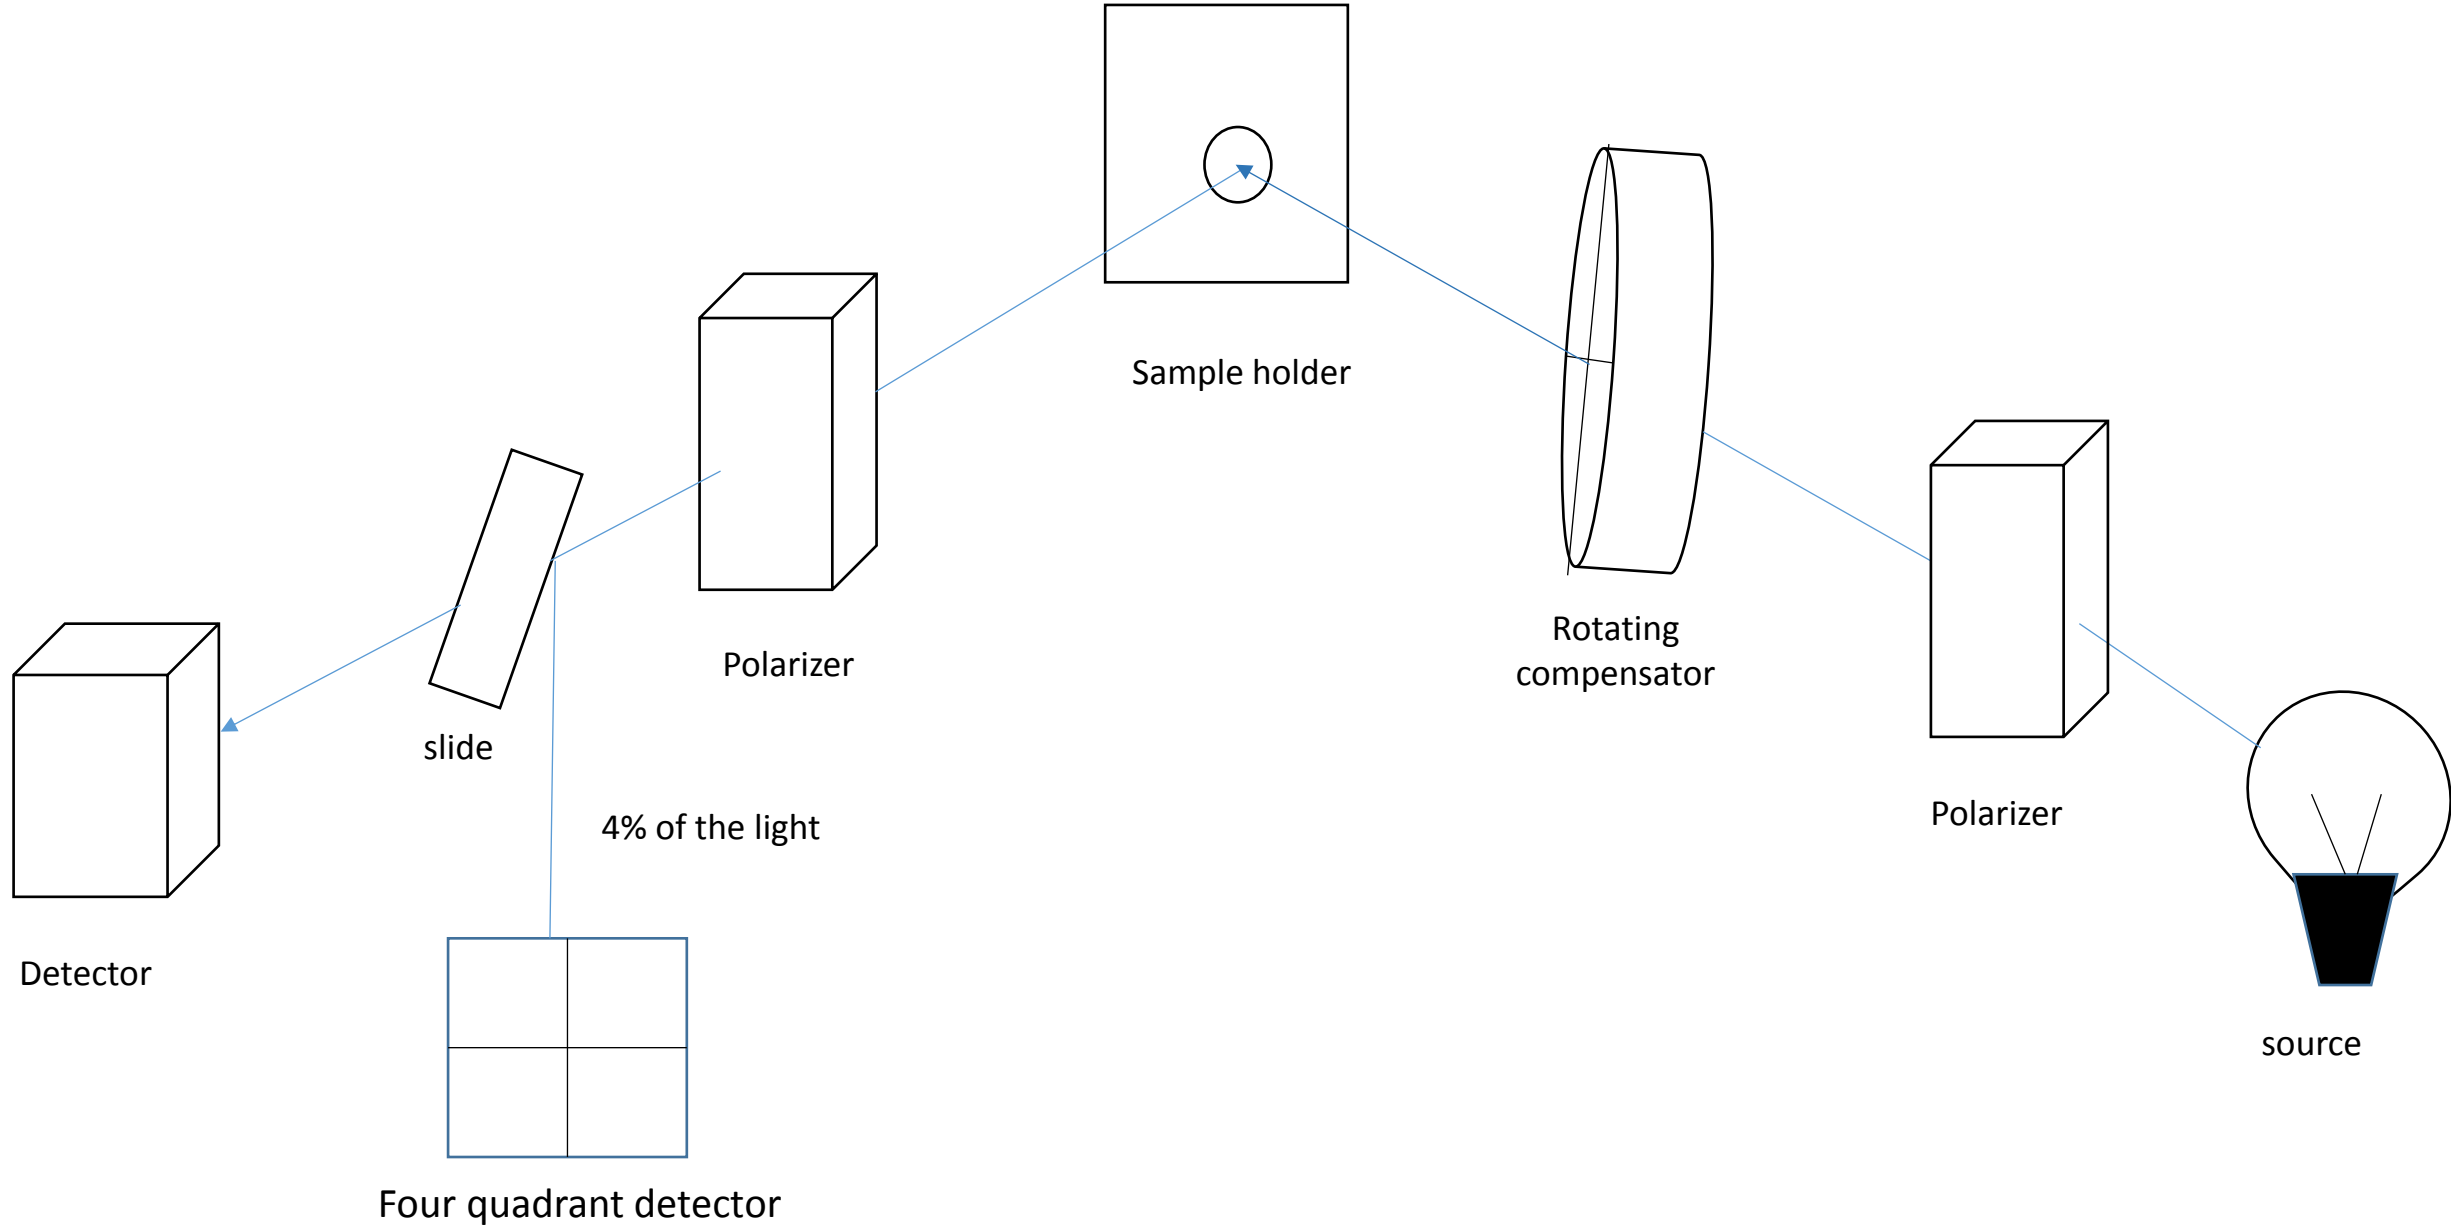 Sample holder
Rotating
compensator
Polarizer
slide
Polarizer
4% of the light
Detector
source
Four quadrant detector